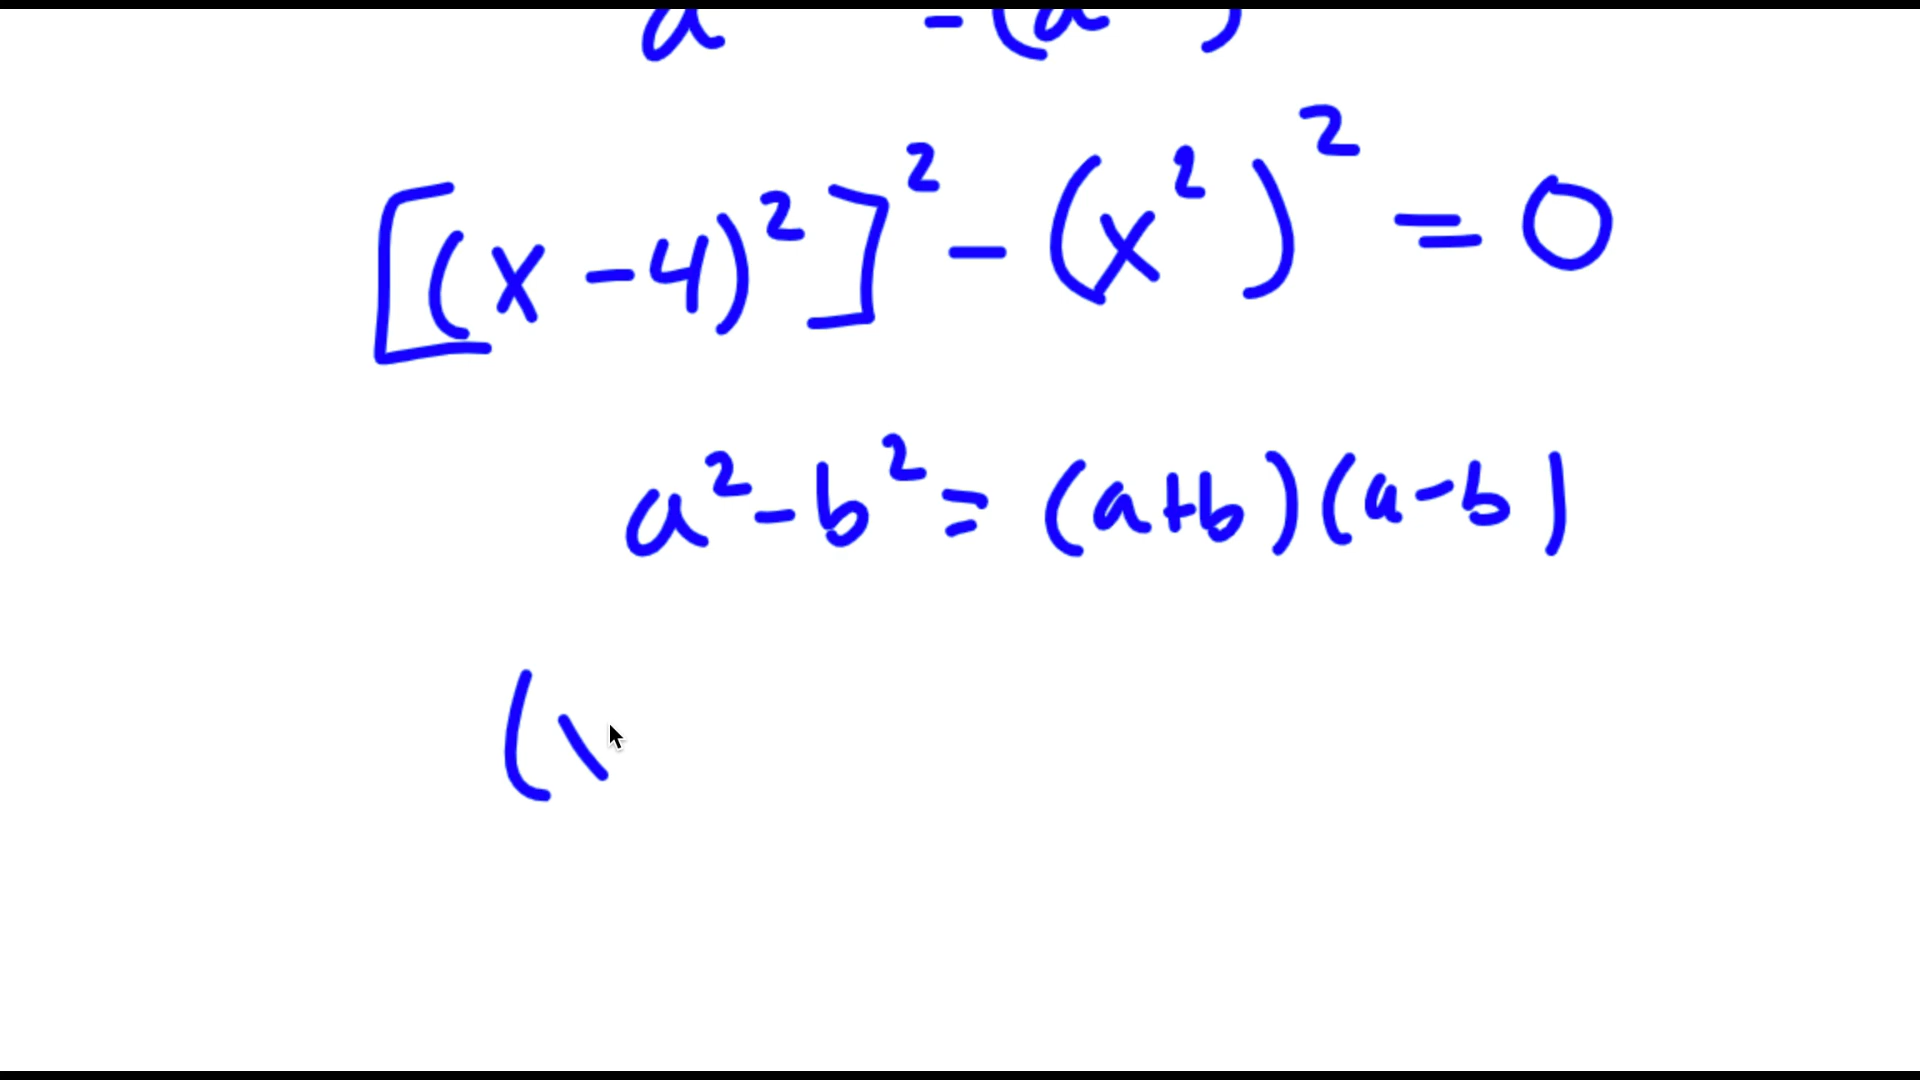 a = (a )
[(x - 4)²]² - (x²)² = 0
a² - b² = (a + b)(a - b)
(